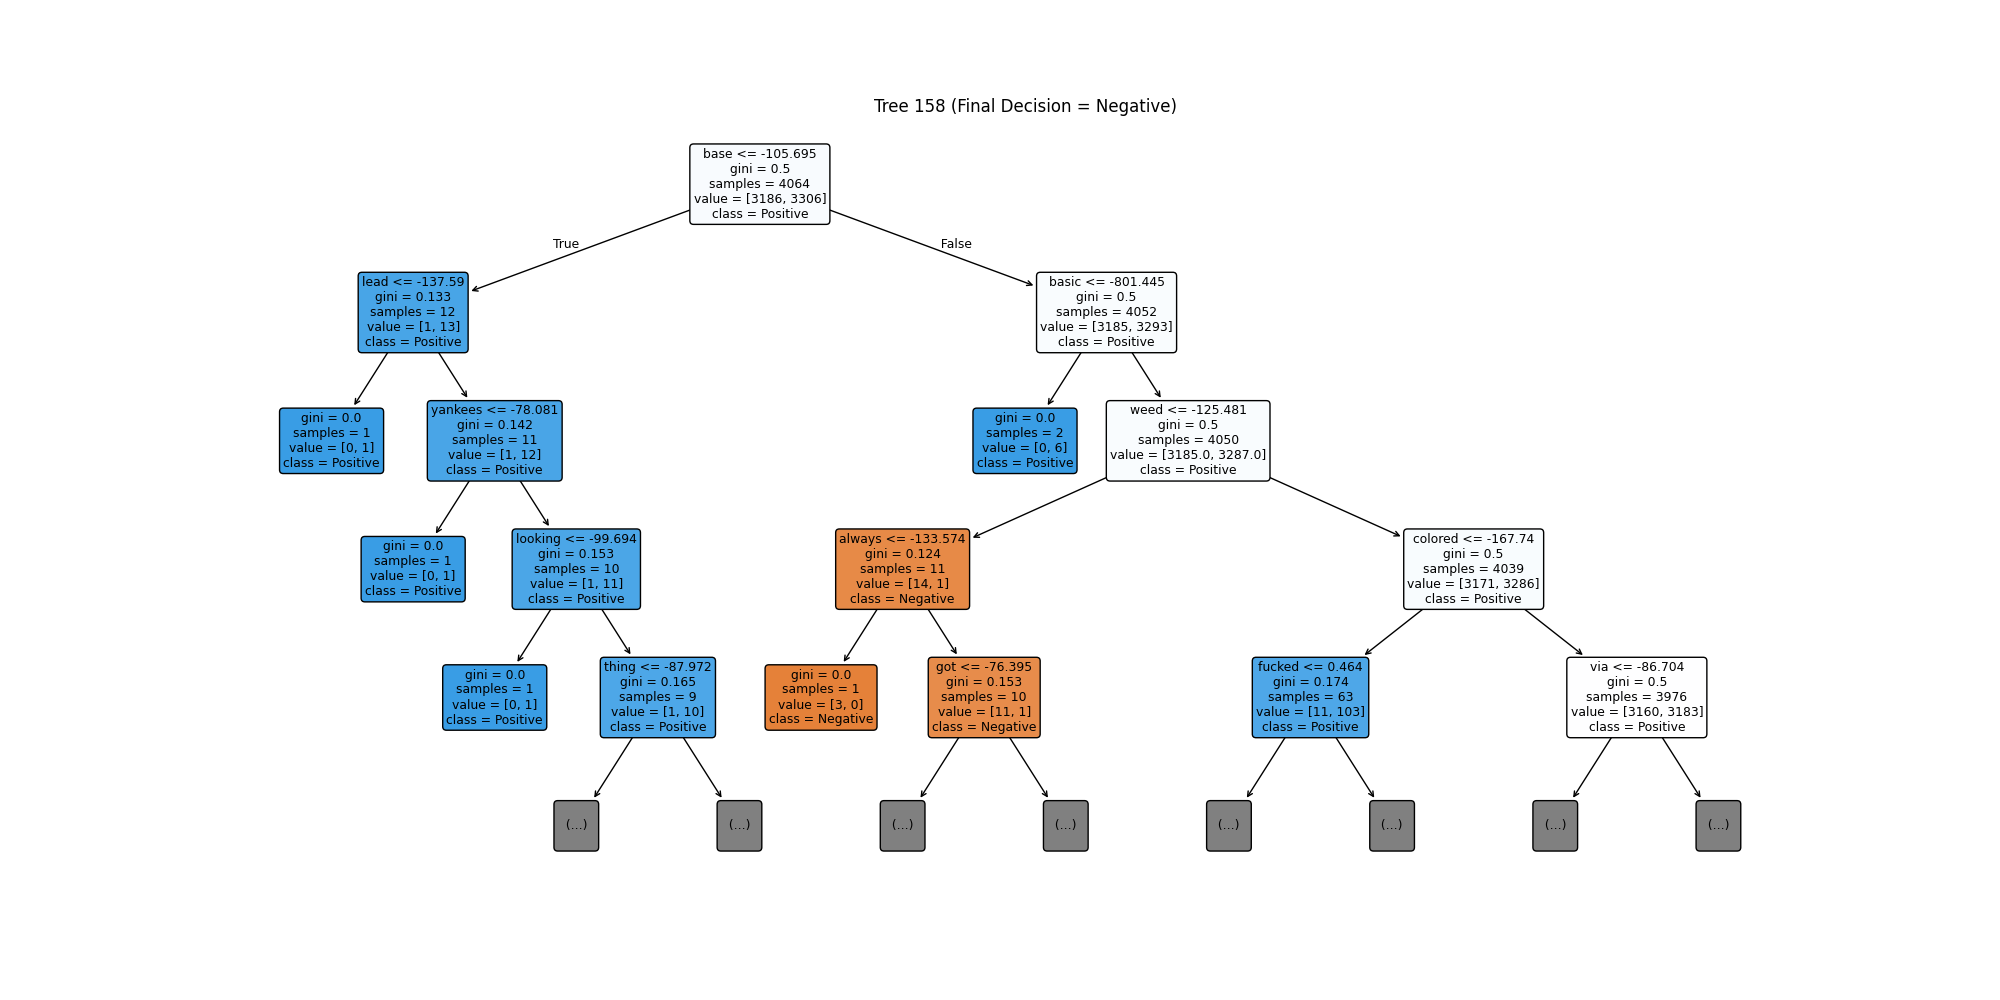 Tree 158 (Final Decision = Negative)
base <= -105.695
gini = 0.5
samples = 4064
value = [3186, 3306]
class = Positive
True
False
lead <= -137.59
gini = 0.133
samples = 12
value = [1, 13]
class = Positive
basic <= -801.445
gini = 0.5
samples = 4052
value = [3185, 3293]
class = Positive
gini = 0.0
samples = 1
value = [0, 1]
class = Positive
yankees <= -78.081
gini = 0.142
samples = 11
value = [1, 12]
class = Positive
gini = 0.0
samples = 2
value = [0, 6]
class = Positive
weed <= -125.481
gini = 0.5
samples = 4050
value = [3185.0, 3287.0]
class = Positive
gini = 0.0
samples = 1
value = [0, 1]
class = Positive
looking <= -99.694
gini = 0.153
samples = 10
value = [1, 11]
class = Positive
always <= -133.574
gini = 0.124
samples = 11
value = [14, 1]
class = Negative
colored <= -167.74
gini = 0.5
samples = 4039
value = [3171, 3286]
class = Positive
gini = 0.0
samples = 1
value = [0, 1]
class = Positive
thing <= -87.972
gini = 0.165
samples = 9
value = [1, 10]
class = Positive
gini = 0.0
samples = 1
value = [3, 0]
class = Negative
got <= -76.395
gini = 0.153
samples = 10
value = [11, 1]
class = Negative
fucked <= 0.464
gini = 0.174
samples = 63
value = [11, 103]
class = Positive
via <= -86.704
gini = 0.5
samples = 3976
value = [3160, 3183]
class = Positive
(...)
(...)
(...)
(...)
(...)
(...)
(...)
(...)